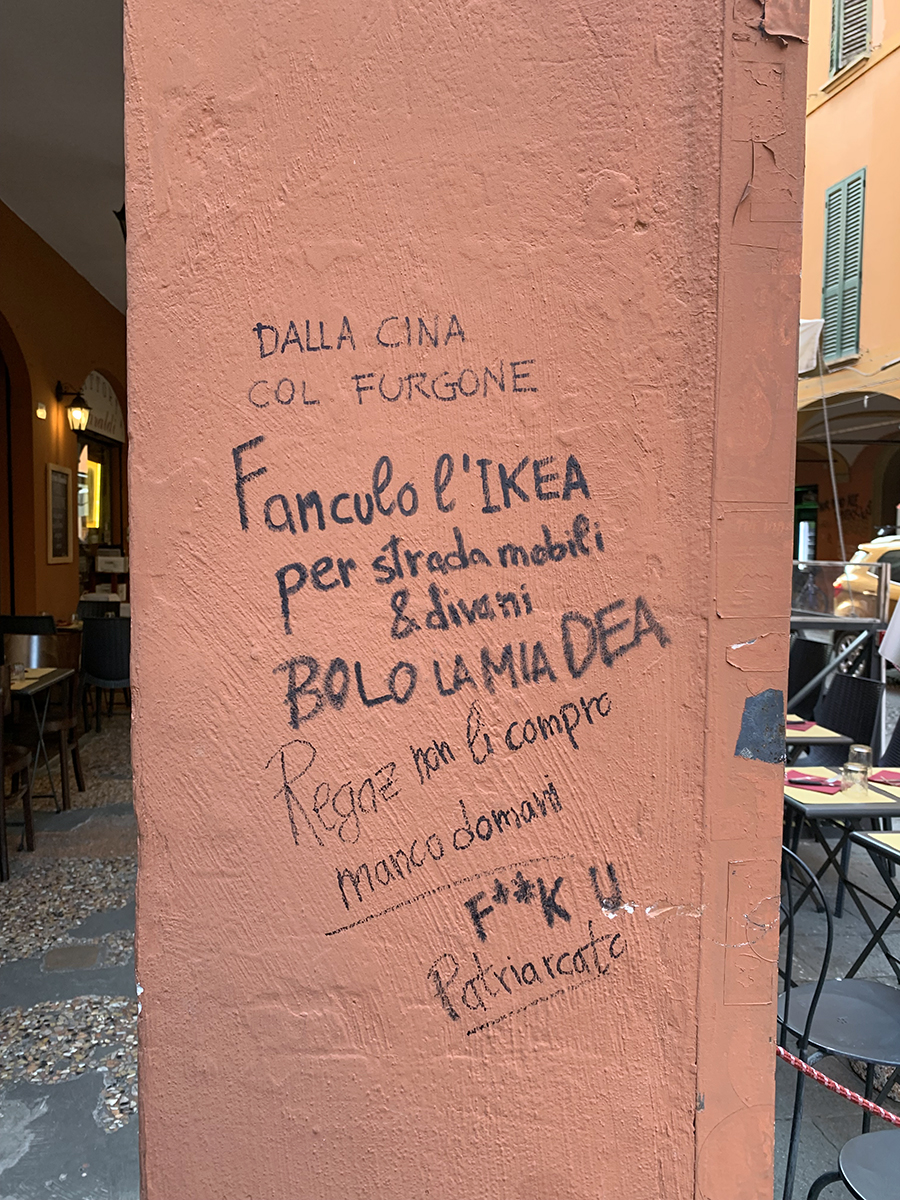 DALLA CINA
COL FURGONE
Fanculo l'IKEA
per strada mobili
& divani
BOLO LA MIA DEA
Regaz non li compro
manco domani
F**K U
Patriarcato